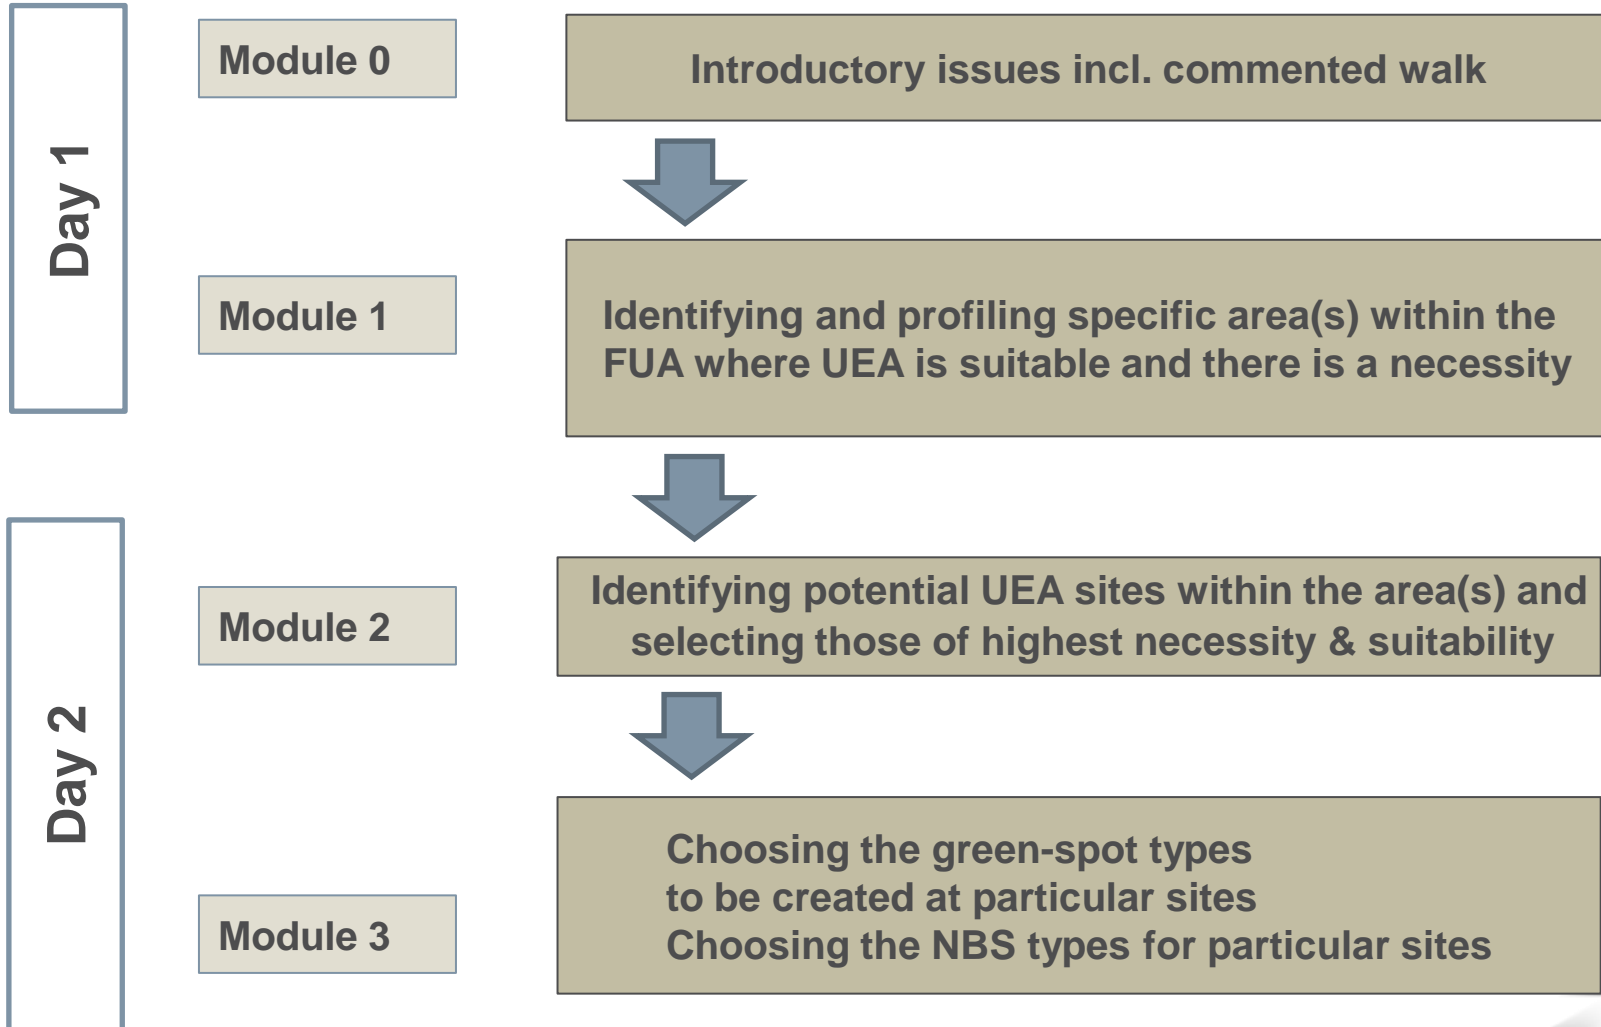 Day 1
Module 0
Introductory issues incl. commented walk
Module 1
Identifying and profiling specific area(s) within the
FUA where UEA is suitable and there is a necessity
Day 2
Module 2
Identifying potential UEA sites within the area(s) and
selecting those of highest necessity & suitability
Module 3
Choosing the green-spot types
to be created at particular sites
Choosing the NBS types for particular sites